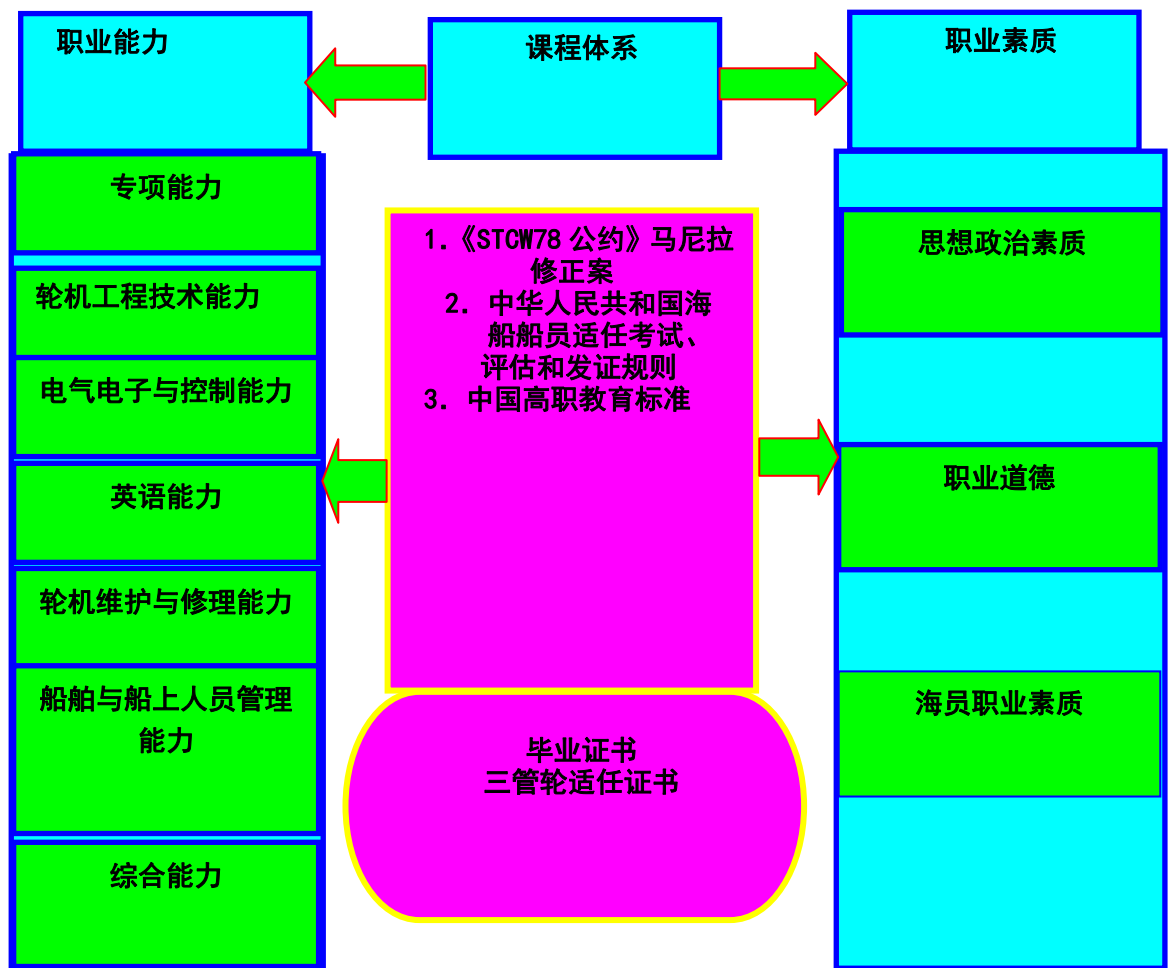 职业能力
课程体系
职业素质
专项能力
轮机工程技术能力
电气电子与控制能力
英语能力
轮机维护与修理能力
船舶与船上人员管理
能力
综合能力
1.《STCW78 公约》马尼拉
修正案
2. 中华人民共和国海
船船员适任考试、
评估和发证规则
3. 中国高职教育标准
毕业证书
三管轮适任证书
思想政治素质
职业道德
海员职业素质